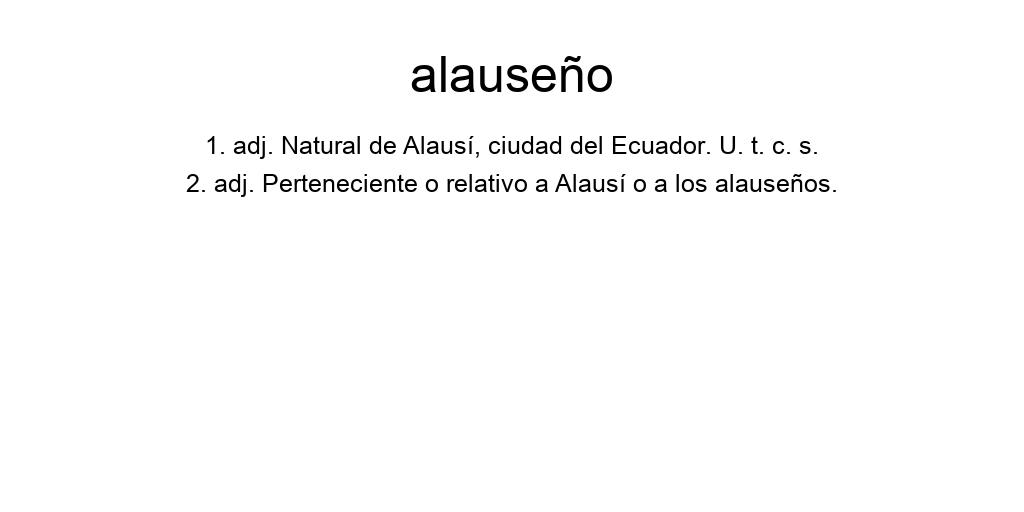 alauseño
1. adj. Natural de Alausí, ciudad del Ecuador. U. t. c. s.
2. adj. Perteneciente o relativo a Alausí o a los alauseños.